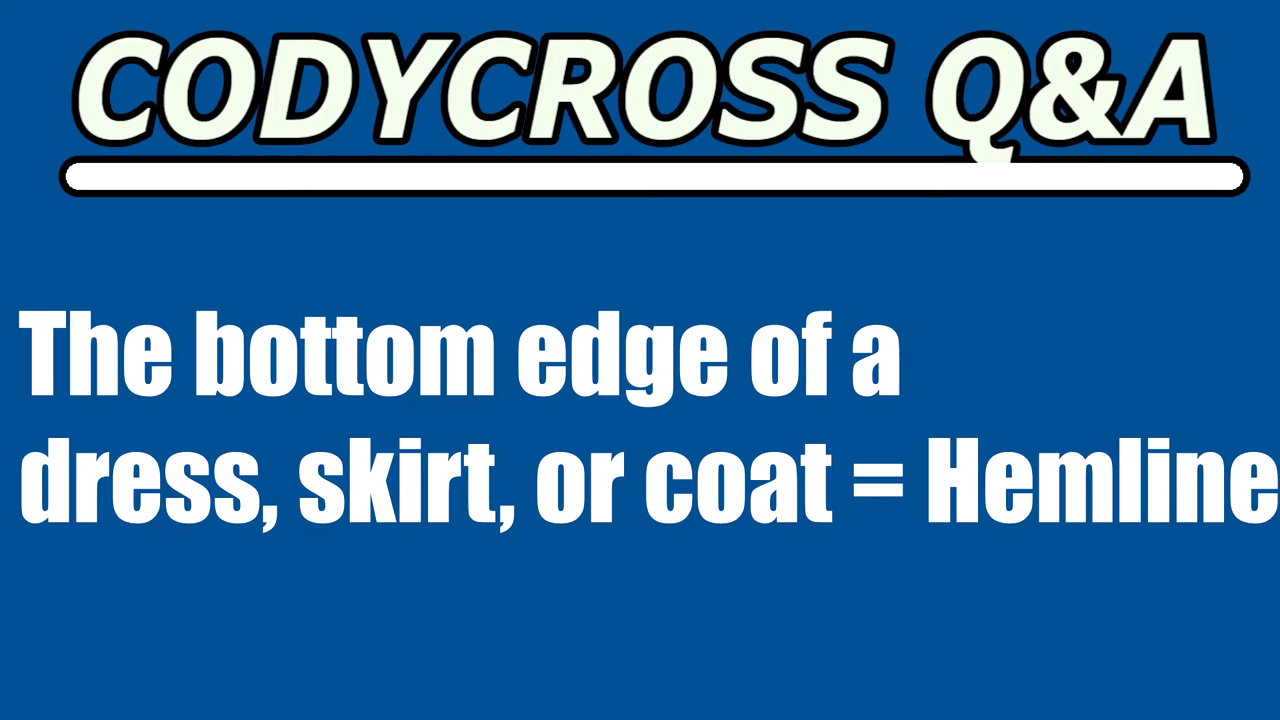 CODYCROSS Q&A
The bottom edge of a
dress, skirt, or coat = Hemline